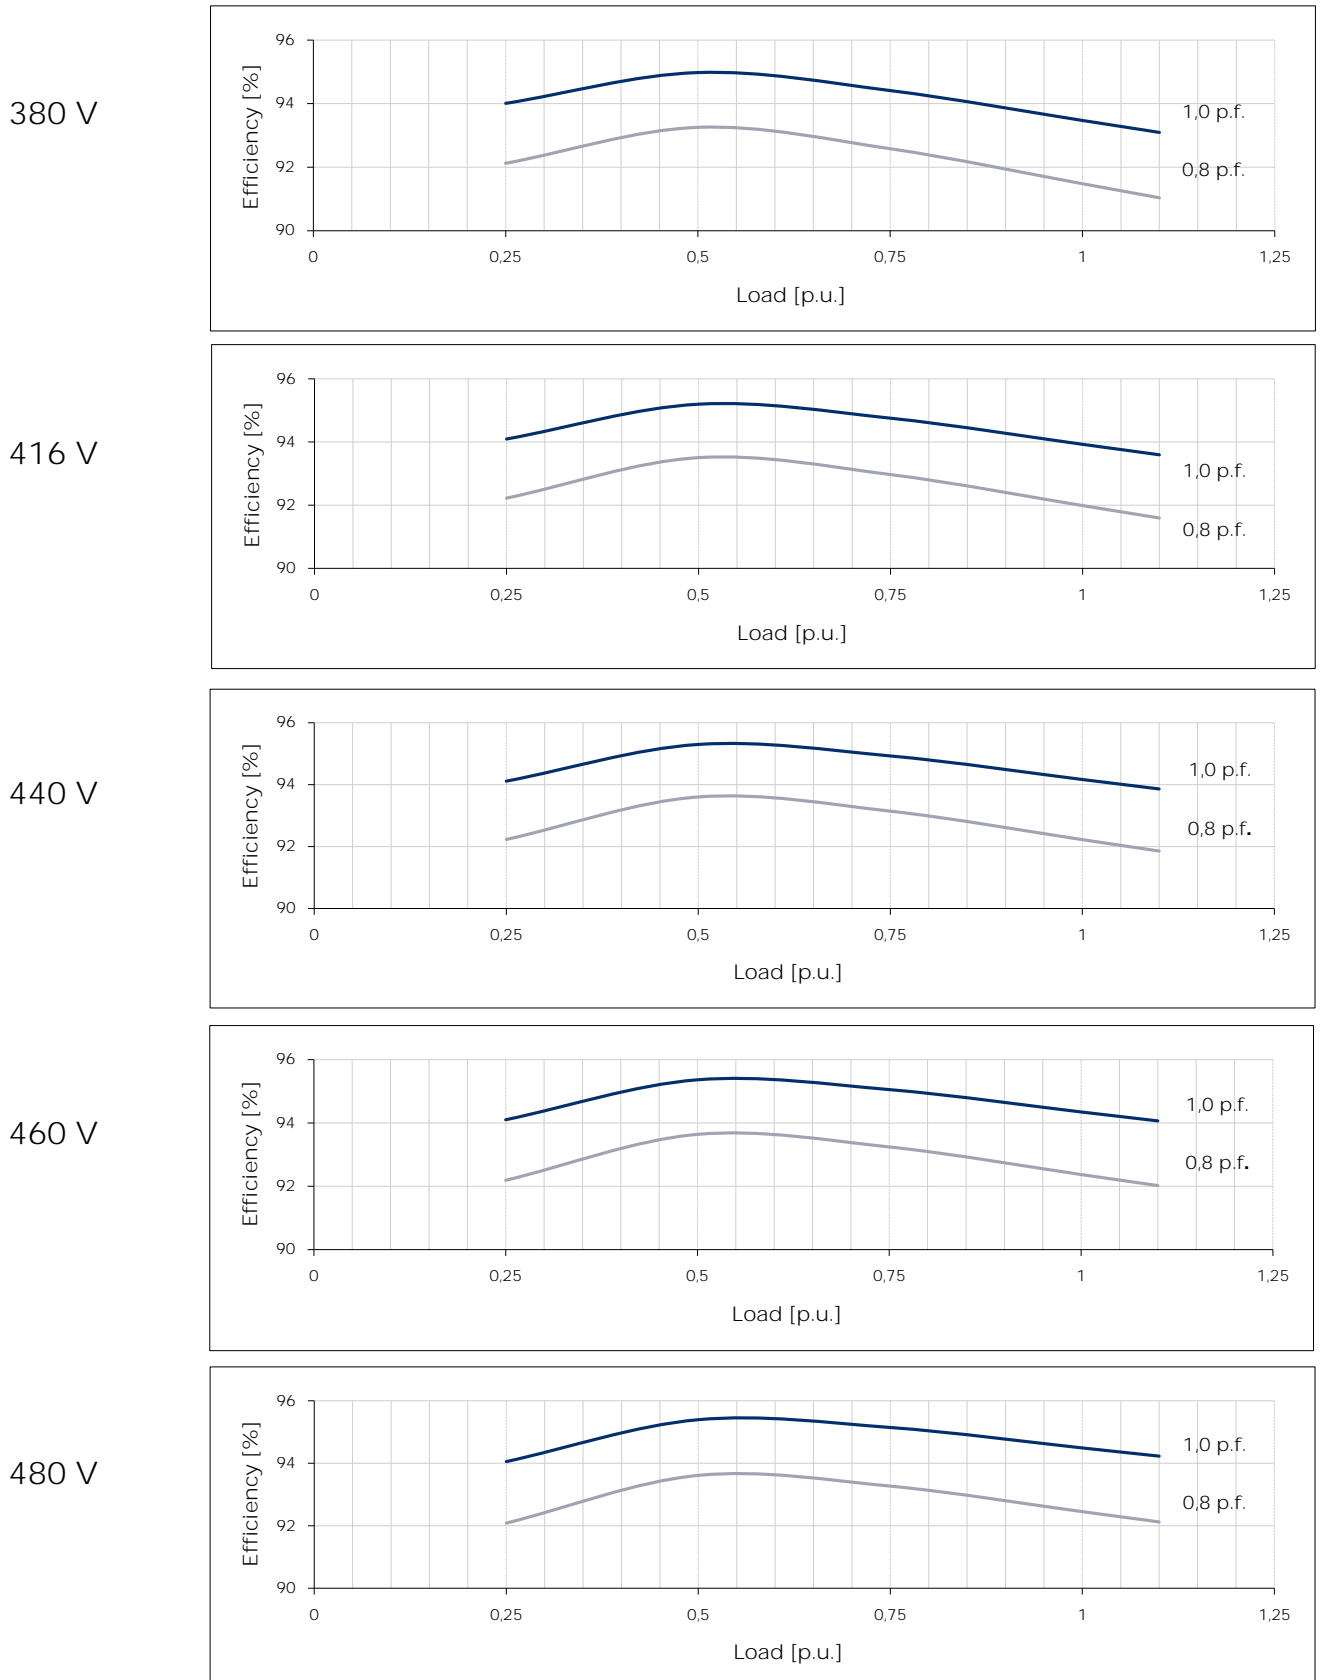 380 V
Efficiency [%]
96
94
92
90
1,0 p.f.
0,8 p.f.
0
0,25
0,5
0,75
1
1,25
Load [p.u.]
416 V
Efficiency [%]
96
94
92
90
1,0 p.f.
0,8 p.f.
0
0,25
0,5
0,75
1
1,25
Load [p.u.]
440 V
Efficiency [%]
96
94
92
90
1,0 p.f.
0,8 p.f.
0
0,25
0,5
0,75
1
1,25
Load [p.u.]
460 V
Efficiency [%]
96
94
92
90
1,0 p.f.
0,8 p.f.
0
0,25
0,5
0,75
1
1,25
Load [p.u.]
480 V
Efficiency [%]
96
94
92
90
1,0 p.f.
0,8 p.f.
0
0,25
0,5
0,75
1
1,25
Load [p.u.]